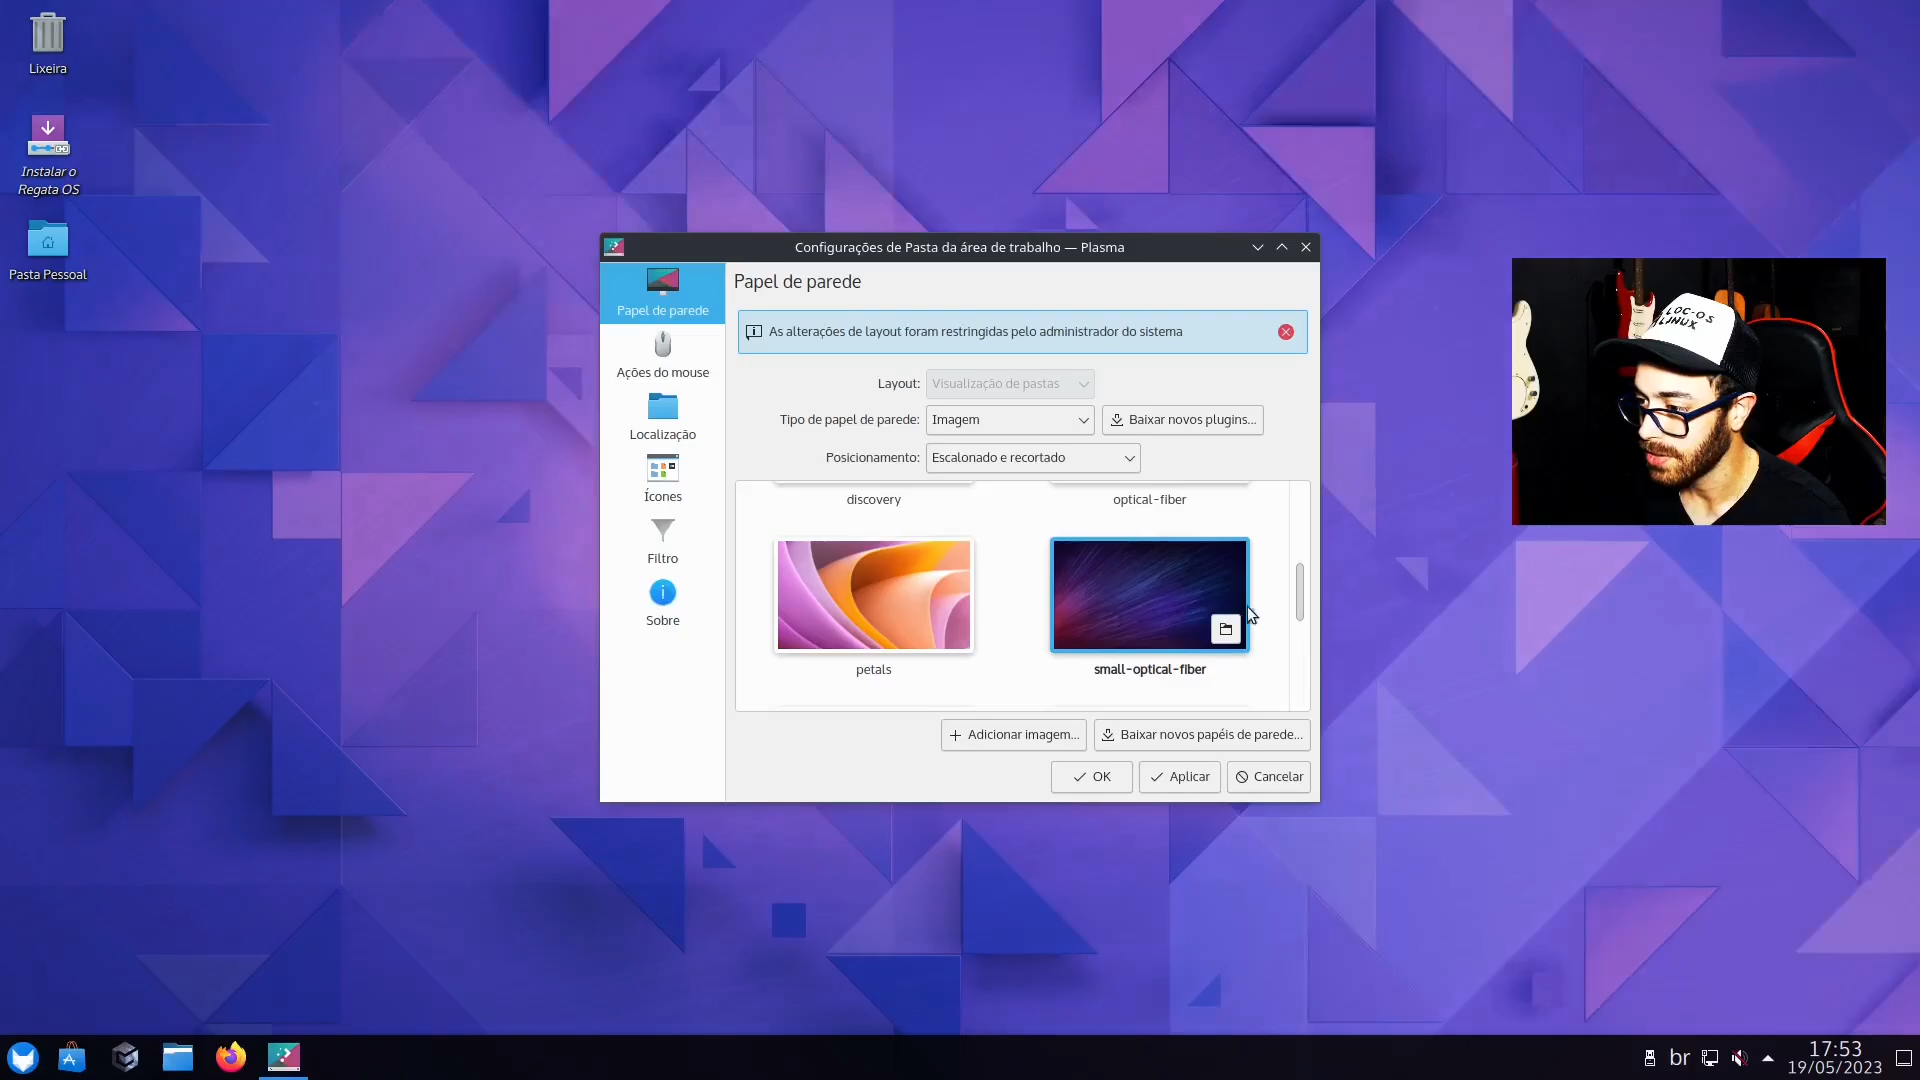 Lixeira
Instalar o
Regata OS
Pasta Pessoal
Configurações de Pasta da área de trabalho — Plasma
Papel de parede
Ações do mouse
Localização
Ícones
Filtro
Sobre
Papel de parede
As alterações de layout foram restringidas pelo administrador do sistema
Layout: Visualização de pastas
Tipo de papel de parede: Imagem Baixar novos plugins...
Posicionamento: Escalonado e recortado
discovery optical-fiber
petals small-optical-fiber
Adicionar imagem... Baixar novos papéis de parede...
OK Aplicar Cancelar
LOC-OS
LINUX
br
17:53
19/05/2023